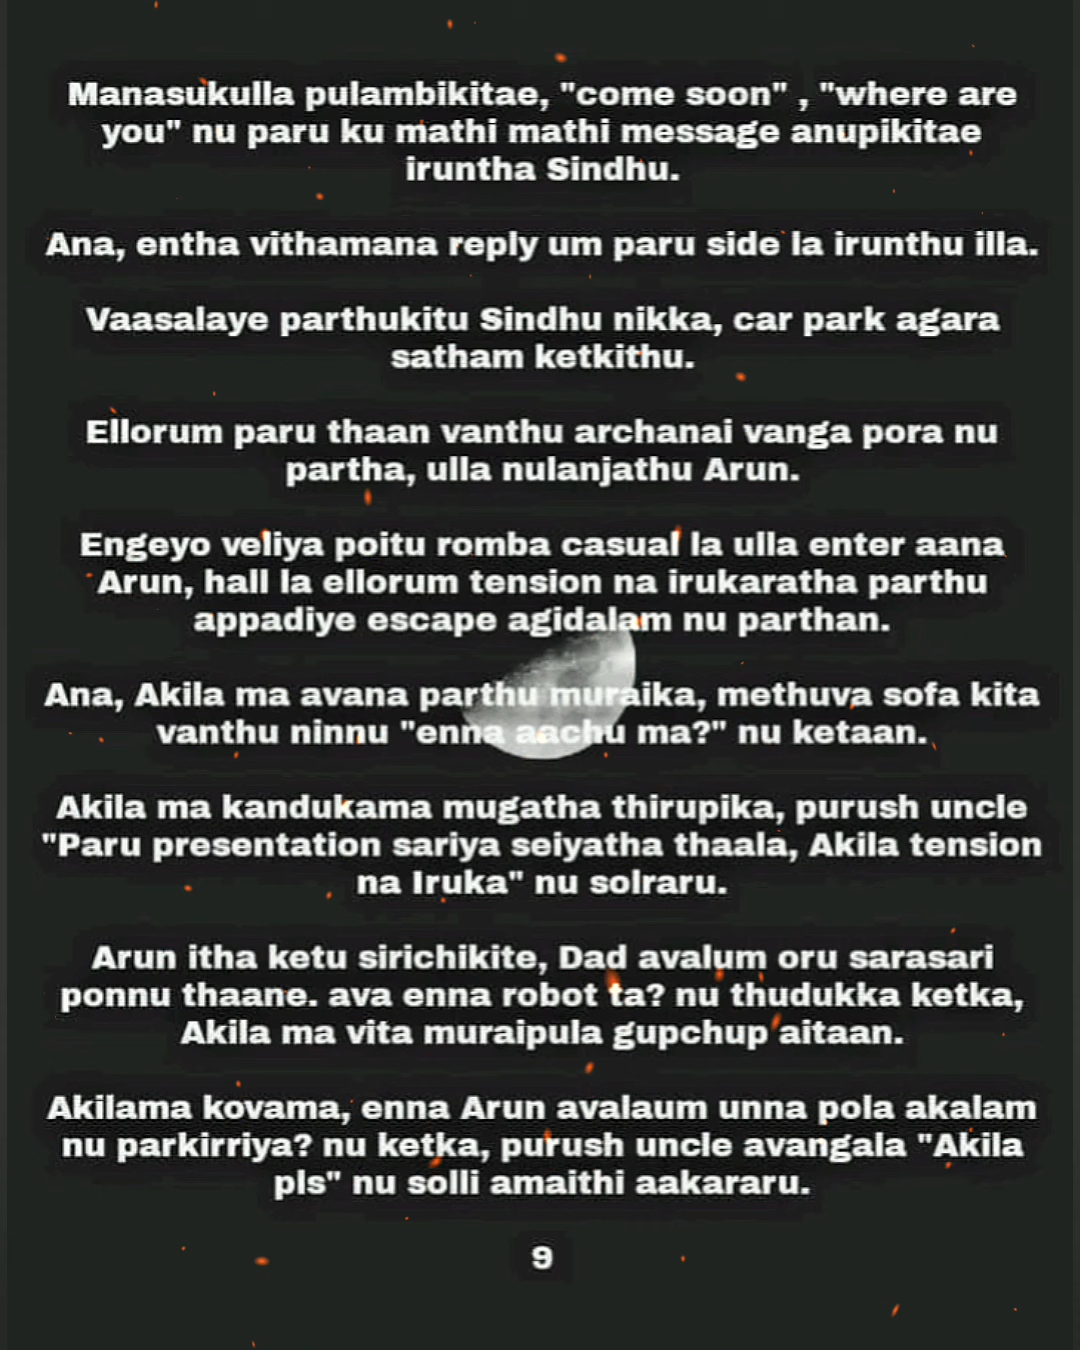 Manasukulla pulambikitae, "come soon" , "where are
you" nu paru ku mathi mathi message anupikitae
iruntha Sindhu.
Ana, entha vithamana reply um paru side la irunthu illa.
Vaasalaye parthukitu Sindhu nikka, car park agara
satham ketkithu.
Ellorum paru thaan vanthu archanai vanga pora nu
partha, ulla nulanjathu Arun.
Engeyo veliya poitu romba casual la ulla enter aana
Arun, hall la ellorum tension na irukaratha parthu
appadiye escape agidalam nu parthan.
Ana, Akila ma avana parthu muraika, methuva sofa kita
vanthu ninnu "enna aachu ma?" nu ketaan.
Akila ma kandukama mugatha thirupika, purush uncle
"Paru presentation sariya seiyatha thaala, Akila tension
na Iruka" nu solraru.
Arun itha ketu sirichikite, Dad avalum oru sarasari
ponnu thaane. ava enna robot ta? nu thudukka ketka,
Akila ma vita muraipula gupchup aitaan.
Akilama kovama, enna Arun avalaum unna pola akalam
nu parkirriya? nu ketka, purush uncle avangala "Akila
pls" nu solli amaithi aakararu.
9